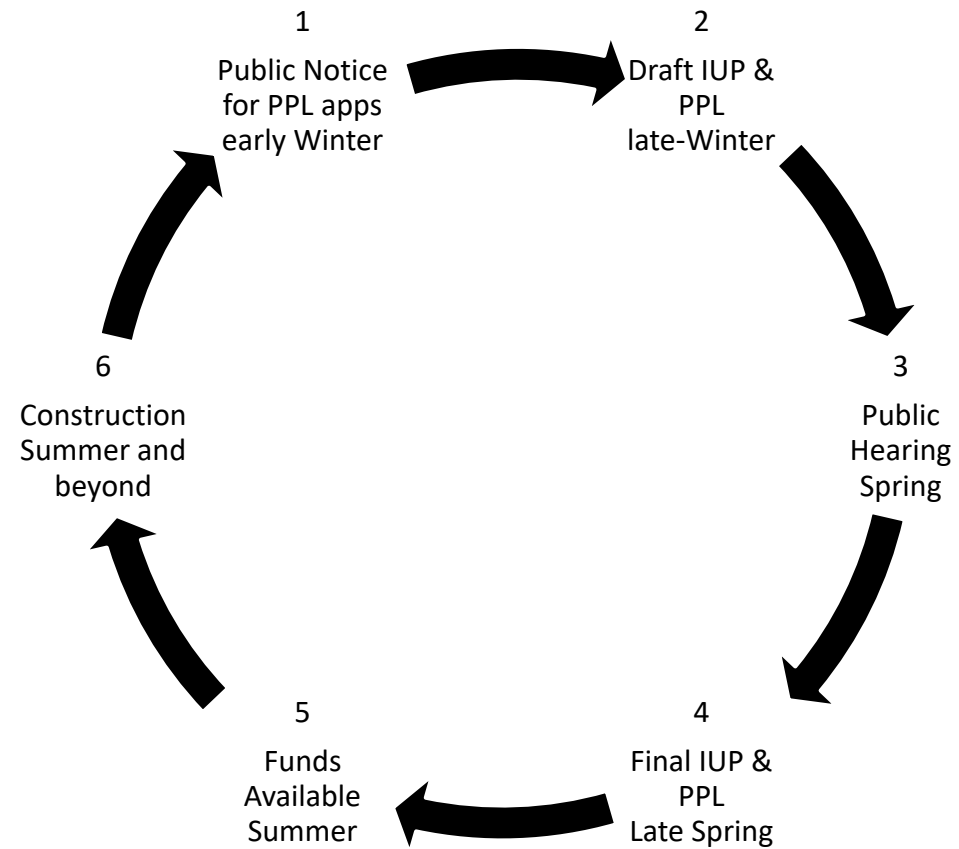 1
Public Notice
for PPL apps
early Winter
2
Draft IUP &
PPL
late-Winter
3
Public
Hearing
Spring
4
Final IUP &
PPL
Late Spring
5
Funds
Available
Summer
6
Construction
Summer and
beyond